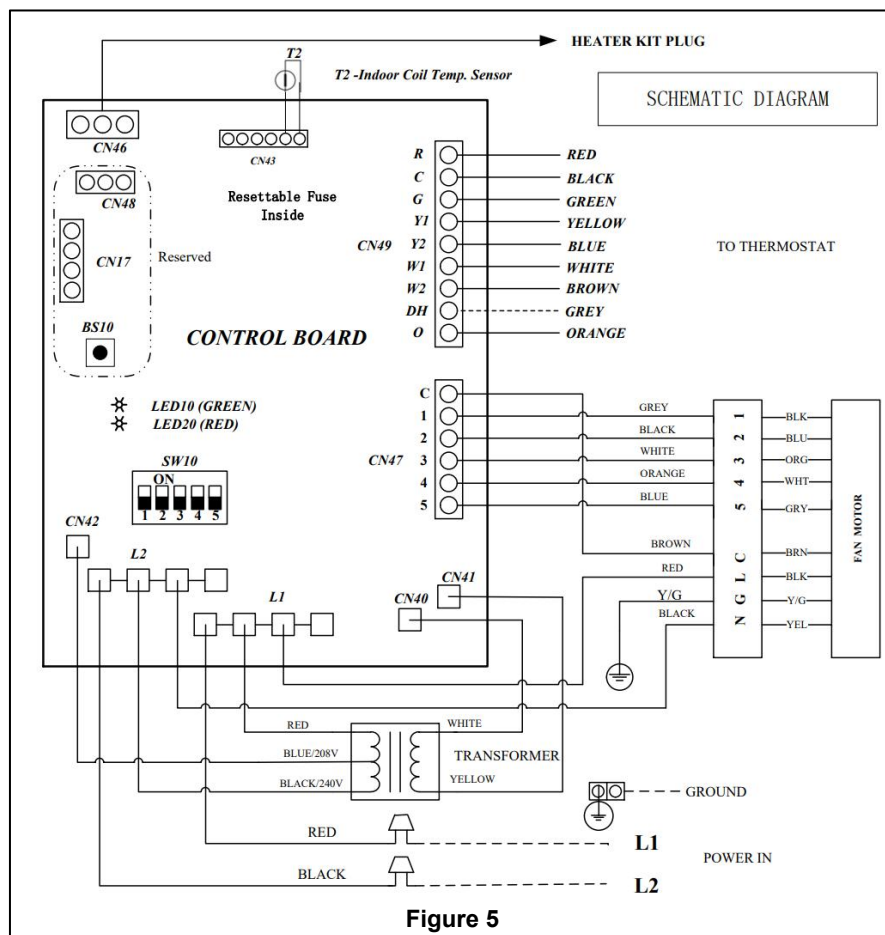 HEATER KIT PLUG
T2
T2 -Indoor Coil Temp. Sensor
SCHEMATIC DIAGRAM
CN46
CN43
CN48
Resettable Fuse
Inside
CN17
Reserved
BS10
CONTROL BOARD
CN49
R RED
C BLACK
G GREEN
Y1 YELLOW
Y2 BLUE
W1 WHITE
W2 BROWN
DH GREY
O ORANGE
TO THERMOSTAT
LED10 (GREEN)
LED20 (RED)
SW10
ON
1 2 3 4 5
CN47
C
1 GREY 1 BLK
2 BLACK 2 BLU
3 WHITE 3 ORG
4 ORANGE 4 WHT
5 BLUE 5 GRY
BROWN C BRN
RED L BLK
Y/G G Y/G
BLACK N YEL
FAN MOTOR
CN42
L2
L1
CN41
CN40
RED
BLUE/208V
BLACK/240V
WHITE
TRANSFORMER
YELLOW
GROUND
RED L1
POWER IN
BLACK L2
Figure 5